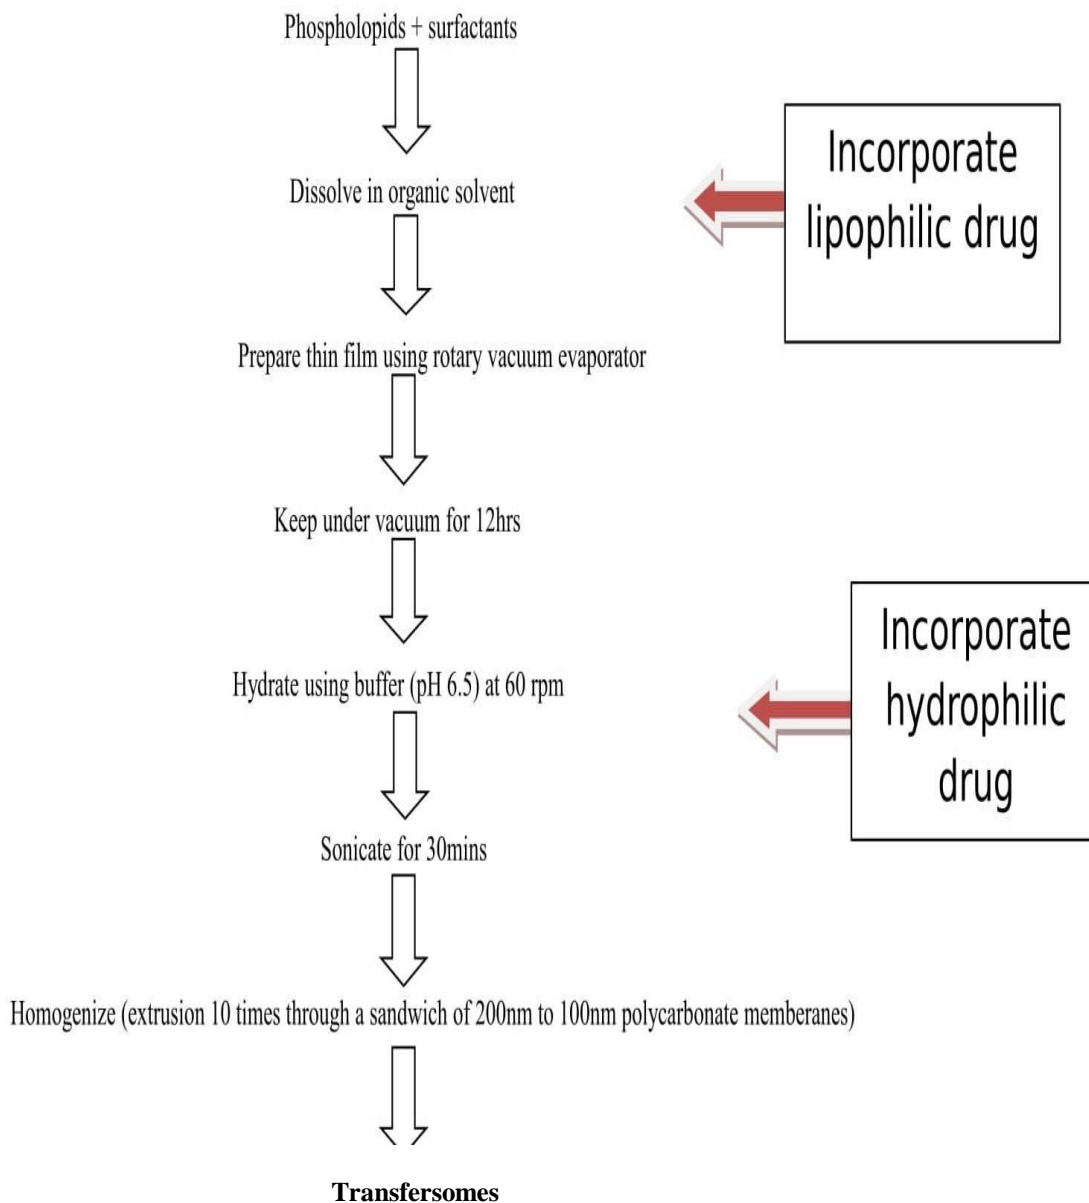 Phospholopids + surfactants
Dissolve in organic solvent
Incorporate
lipophilic drug
Prepare thin film using rotary vacuum evaporator
Keep under vacuum for 12hrs
Hydrate using buffer (pH 6.5) at 60 rpm
Incorporate
hydrophilic
drug
Sonicate for 30mins
Homogenize (extrusion 10 times through a sandwich of 200nm to 100nm polycarbonate memberanes)
Transfersomes